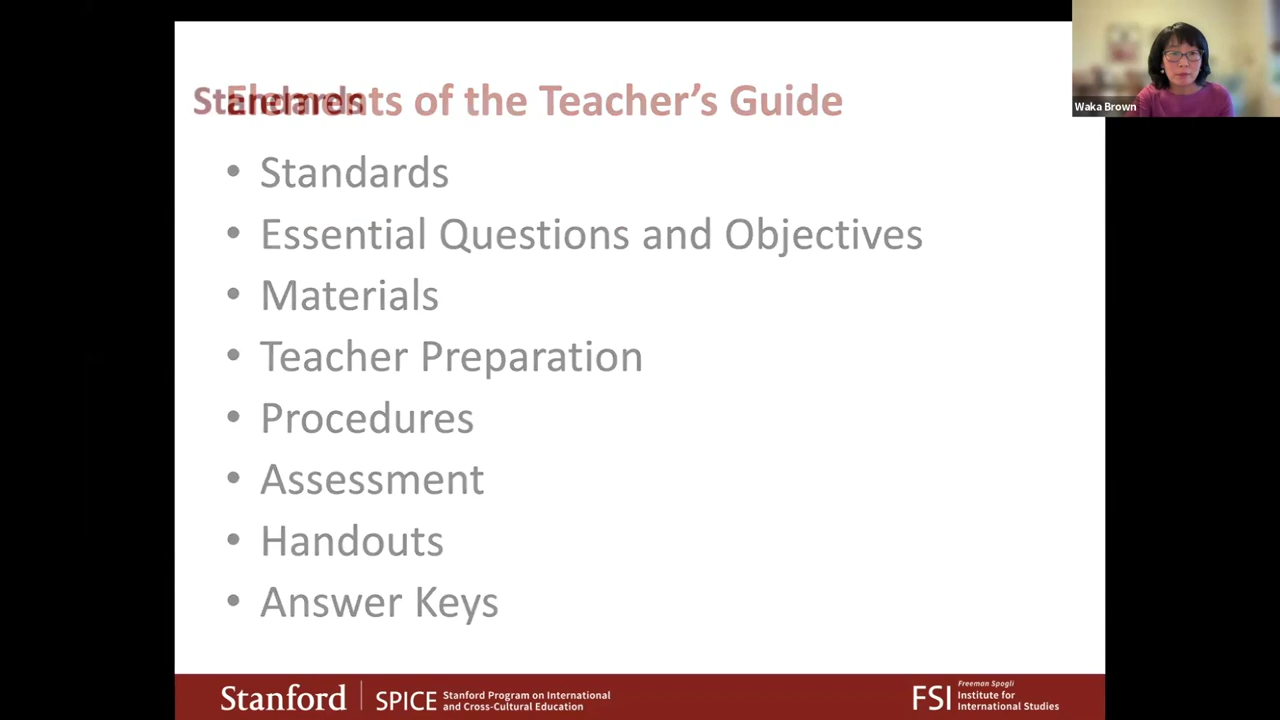 Standards
Elements of the Teacher's Guide
• Standards
• Essential Questions and Objectives
• Materials
• Teacher Preparation
• Procedures
• Assessment
• Handouts
• Answer Keys
Stanford | SPICE Stanford Program on International
and Cross-Cultural Education
FSI Freeman Spogli
Institute for
International Studies
Waka Brown